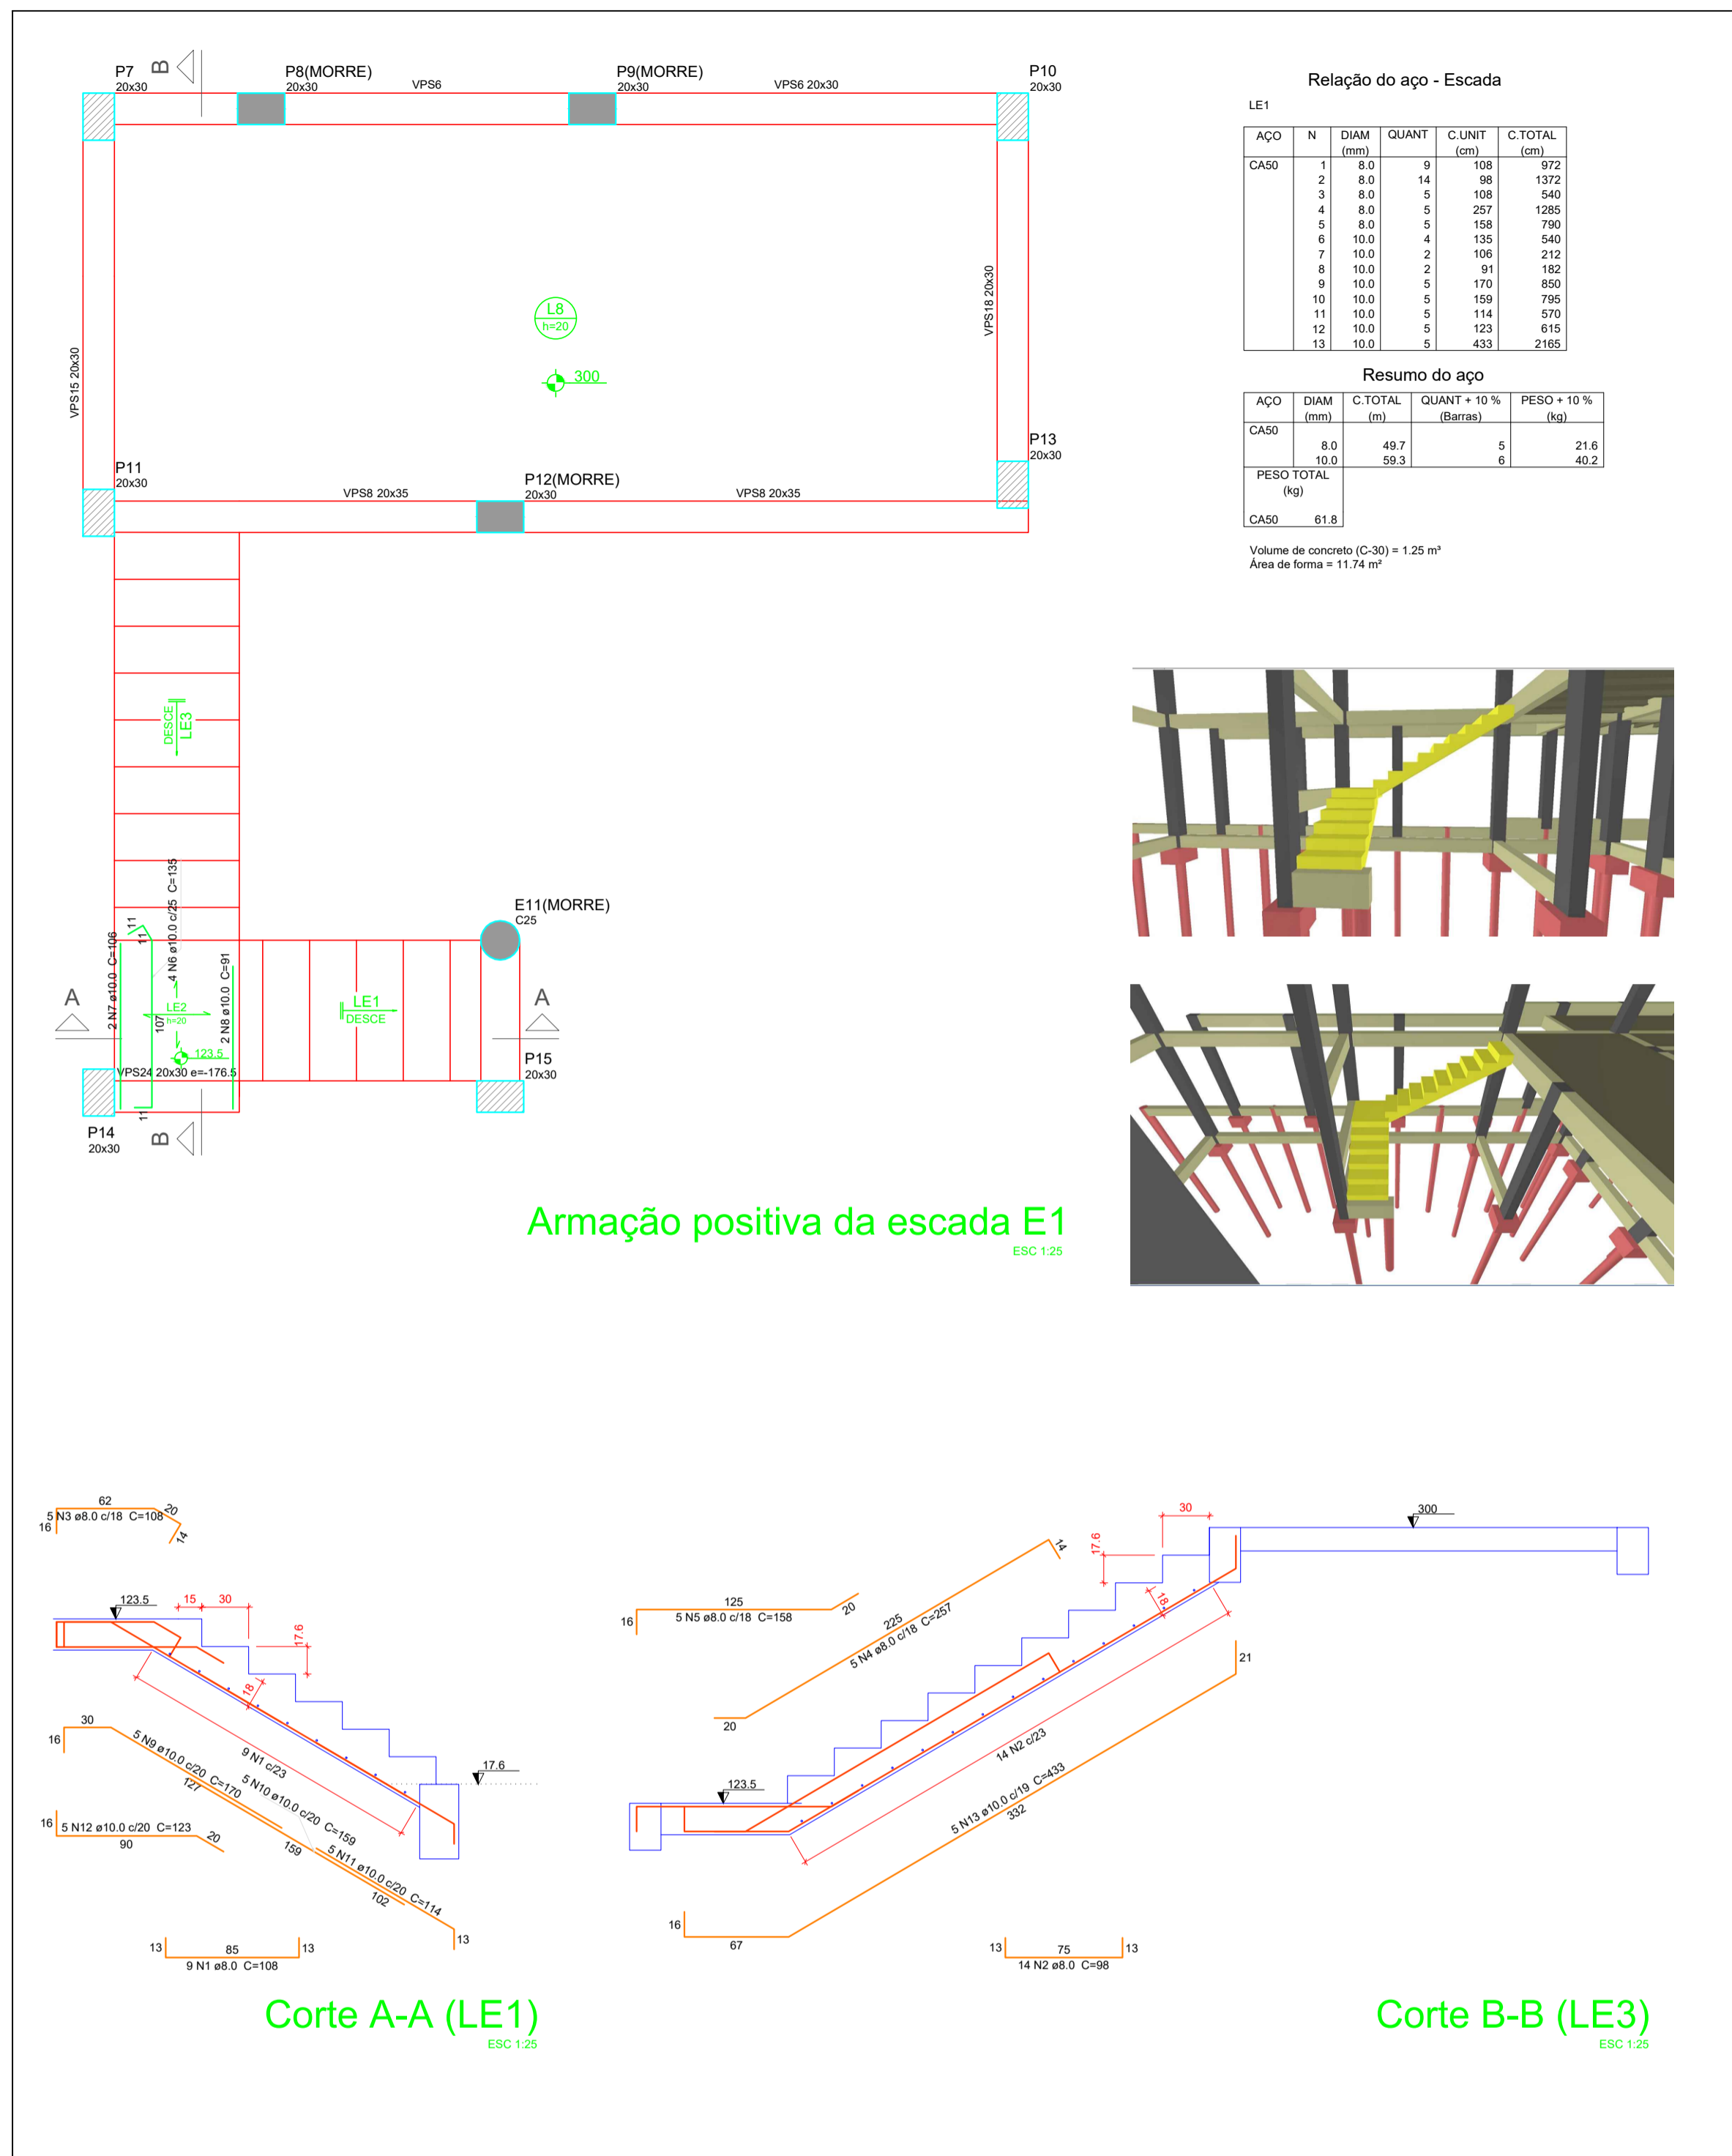 P7
20x30
B
P8(MORRE)
20x30
VPS6
P9(MORRE)
20x30
VPS6 20x30
P10
20x30
VPS15 20x30
L8
h=20
300
VPS18 20x30
P11
20x30
VPS8 20x35
P12(MORRE)
20x30
VPS8 20x35
P13
20x30
DESCE
LE3
E11(MORRE)
C25
11
11
2 N7 ø10.0 C=106
4 N6 ø10.0 c/25 C=135
107
2 N8 ø10.0 C=91
LE2
h=20
123.5
A
LE1
DESCE
A
VPS24 20x30 e=-176.5
11
P14
20x30
B
P15
20x30
Armação positiva da escada E1
ESC 1:25
Relação do aço - Escada
LE1
AÇO N DIAM QUANT C.UNIT C.TOTAL
(mm) (cm) (cm)
CA50 1 8.0 9 108 972
2 8.0 14 98 1372
3 8.0 5 108 540
4 8.0 5 257 1285
5 8.0 5 158 790
6 10.0 4 135 540
7 10.0 2 106 212
8 10.0 2 91 182
9 10.0 5 170 850
10 10.0 5 159 795
11 10.0 5 114 570
12 10.0 5 123 615
13 10.0 5 433 2165
Resumo do aço
AÇO DIAM C.TOTAL QUANT + 10 % PESO + 10 %
(mm) (m) (Barras) (kg)
CA50
8.0 49.7 5 21.6
10.0 59.3 6 40.2
PESO TOTAL
(kg)
CA50 61.8
Volume de concreto (C-30) = 1.25 m³
Área de forma = 11.74 m²
62
20
5 N3 ø8.0 c/18 C=108
16
14
123.5
15
30
17.6
18
9 N1 c/23
17.6
30
16
5 N9 ø10.0 c/20 C=170
127
5 N10 ø10.0 c/20 C=159
159
16
5 N12 ø10.0 c/20 C=123
90
20
5 N11 ø10.0 c/20 C=114
102
13
13
85
13
9 N1 ø8.0 C=108
Corte A-A (LE1)
ESC 1:25
125
16
5 N5 ø8.0 c/18 C=158
20
14
225
5 N4 ø8.0 c/18 C=257
20
30
17.6
18
300
123.5
14 N2 c/23
21
5 N13 ø10.0 c/19 C=433
332
16
67
13
75
13
14 N2 ø8.0 C=98
Corte B-B (LE3)
ESC 1:25